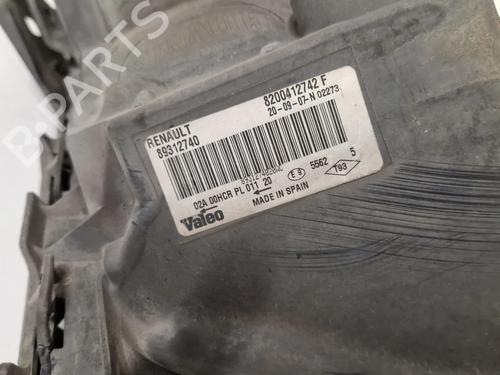 RENAULT 8200412742 F
89312740 20-09-07-N 02273
02A 00HCR PL 011 20 E9 5562 5
T93
Valeo MADE IN SPAIN
B-PARTS